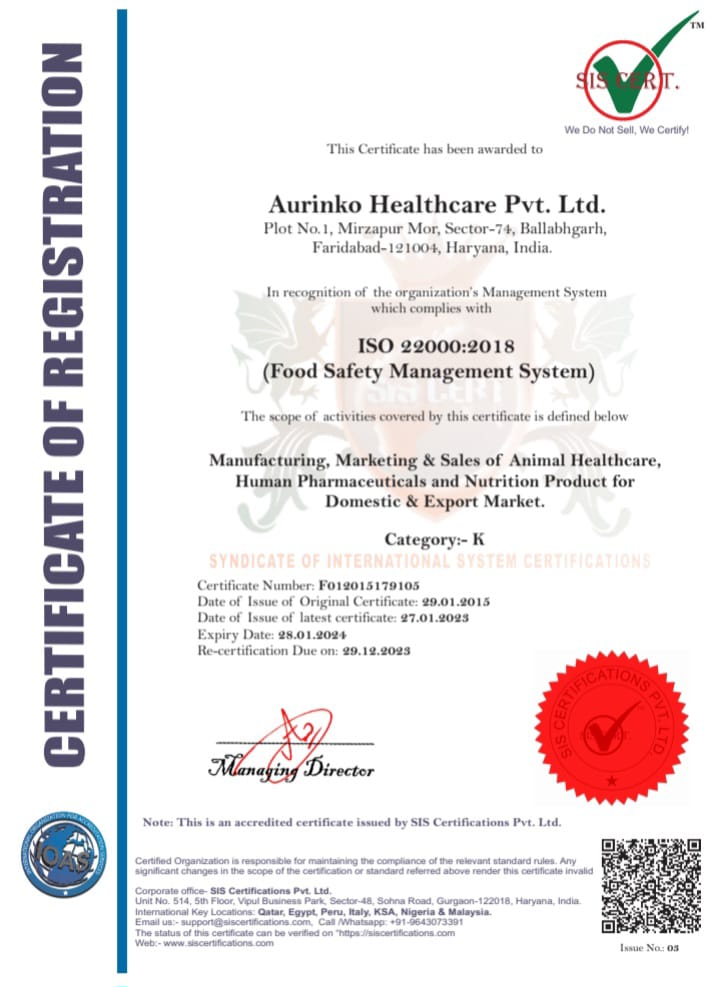 CERTIFICATE OF REGISTRATION
TM
SIS CERT.
We Do Not Sell, We Certify!
This Certificate has been awarded to
Aurinko Healthcare Pvt. Ltd.
Plot No.1, Mirzapur Mor, Sector-74, Ballabhgarh,
Faridabad-121004, Haryana, India.
In recognition of the organization's Management System
which complies with
ISO 22000:2018
(Food Safety Management System)
SIS CERT
The scope of activities covered by this certificate is defined below
Manufacturing, Marketing & Sales of Animal Healthcare,
Human Pharmaceuticals and Nutrition Product for
Domestic & Export Market.
Category:- K
SYNDICATE OF INTERNATIONAL SYSTEM CERTIFICATIONS
Certificate Number: F012015179105
Date of Issue of Original Certificate: 29.01.2015
Date of Issue of latest certificate: 27.01.2023
Expiry Date: 28.01.2024
Re-certification Due on: 29.12.2023
SIS CERTIFICATIONS PVT. LTD
Managing Director
Note: This is an accredited certificate issued by SIS Certifications Pvt. Ltd.
IOAS
Certified Organization is responsible for maintaining the compliance of the relevant standard rules. Any
significant changes in the scope of the certification or standard referred above render this certificate invalid
Corporate office- SIS Certifications Pvt. Ltd.
Unit No. 514, 5th Floor, Vipul Business Park, Sector-48, Sohna Road, Gurgaon-122018, Haryana, India.
International Key Locations: Qatar, Egypt, Peru, Italy, KSA, Nigeria & Malaysia.
Email us:- support@siscertifications.com, Call /Whatsapp: +91-9643073391
The status of this certificate can be verified on "https://siscertifications.com
Web:- www.siscertifications.com
Issue No.: 03